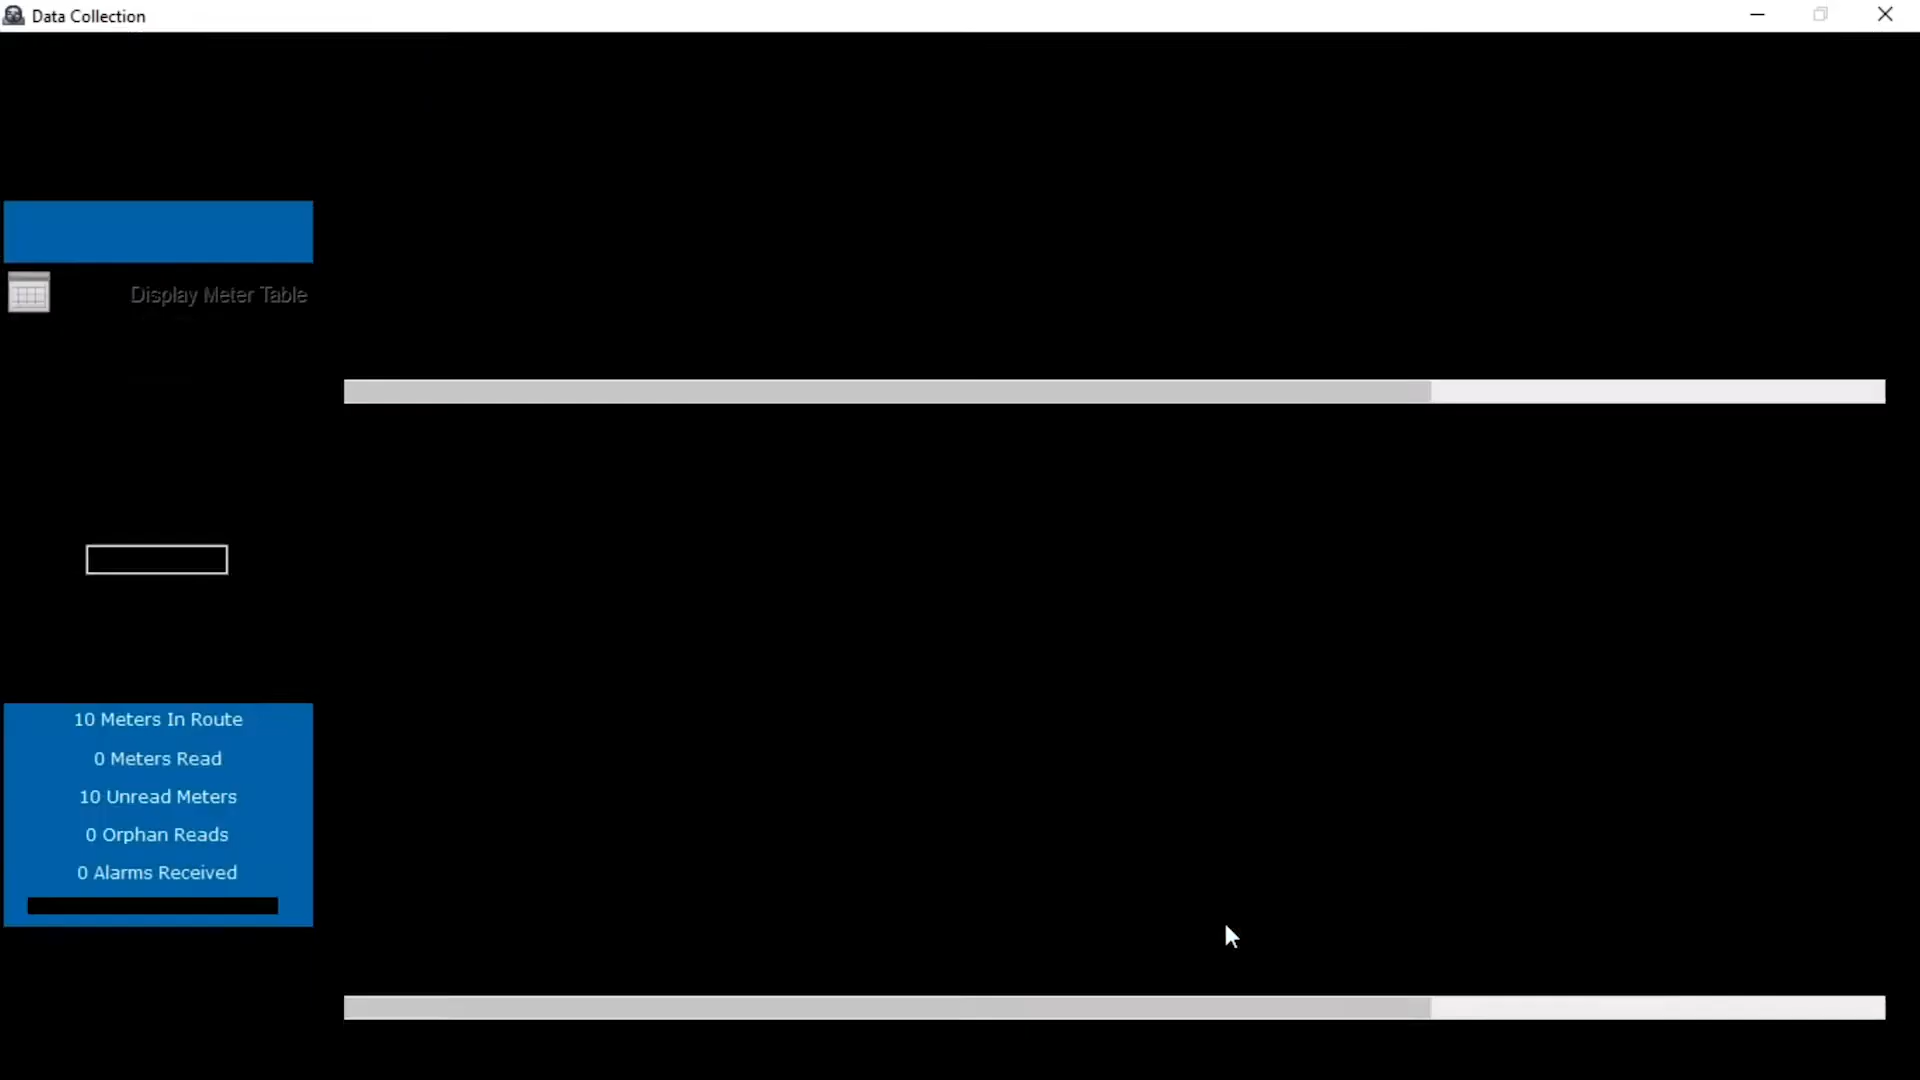 Data Collection
Display Meter Table
10 Meters In Route
0 Meters Read
10 Unread Meters
0 Orphan Reads
0 Alarms Received